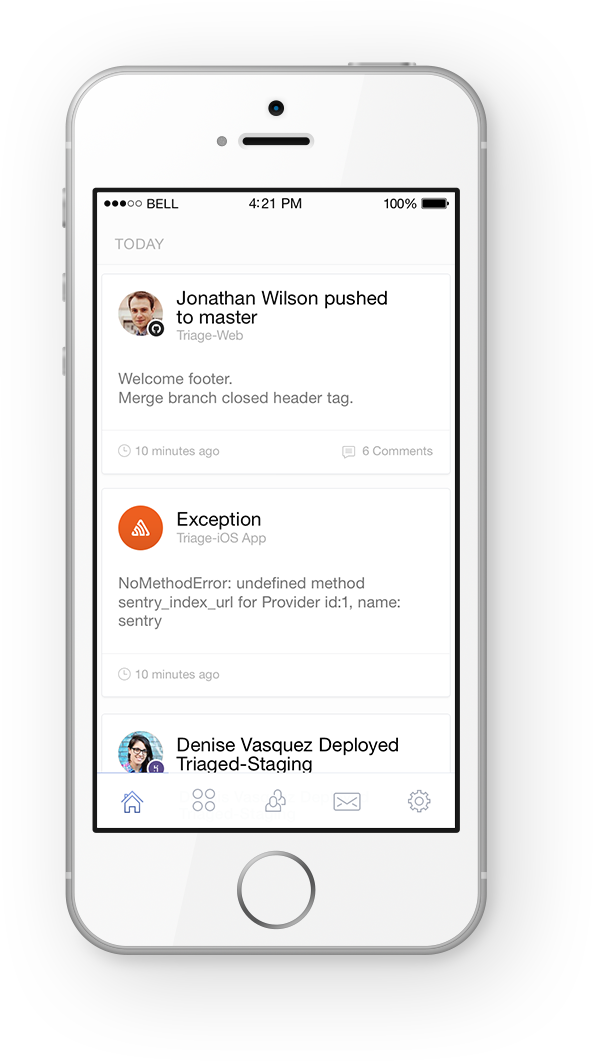 BELL 4:21 PM 100%
TODAY
Jonathan Wilson pushed
to master
Triage-Web
Welcome footer.
Merge branch closed header tag.
10 minutes ago 6 Comments
Exception
Triage-iOS App
NoMethodError: undefined method
sentry_index_url for Provider id:1, name:
sentry
10 minutes ago
Denise Vasquez Deployed
Triaged-Staging